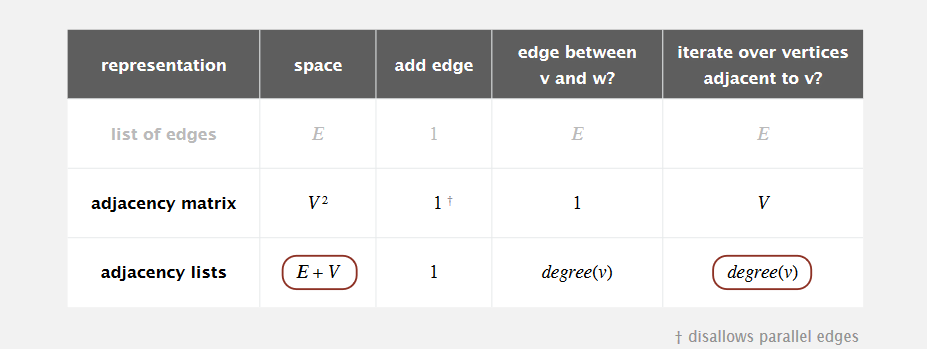 representation space add edge edge between v and w? iterate over vertices adjacent to v?
list of edges E 1 E E
adjacency matrix V² 1 † 1 V
adjacency lists E + V 1 degree(v) degree(v)
† disallows parallel edges